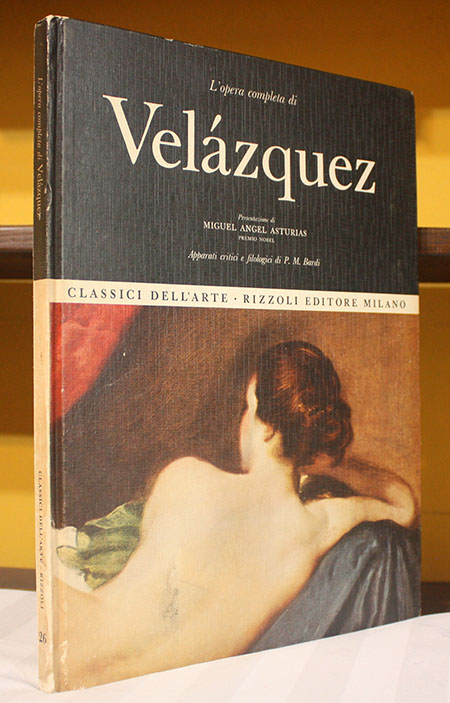 L'opera completa di
Velázquez
Presentazione di
MIGUEL ANGEL ASTURIAS
PREMIO NOBEL
Apparati critici e filologici di P. M. Bardi
CLASSICI DELL'ARTE · RIZZOLI EDITORE MILANO
L'opera completa di Velázquez
CLASSICI DELL'ARTE · RIZZOLI
26